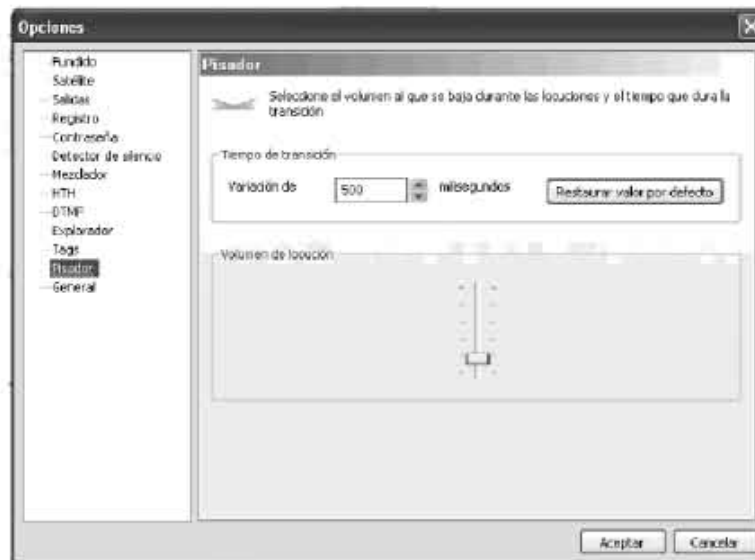 Opciones
Fundido
Satélite
Salidas
Registro
Contraseña
Detector de silencio
Mezclador
HTH
DTMF
Explorador
Tags
Pisador
General
Pisador
Seleccione el volumen al que se baja durante las locuciones y el tiempo que dura la
transición
Tiempo de transición
Variación de 500 milisegundos Restaurar valor por defecto
Volumen de locución
Aceptar Cancelar